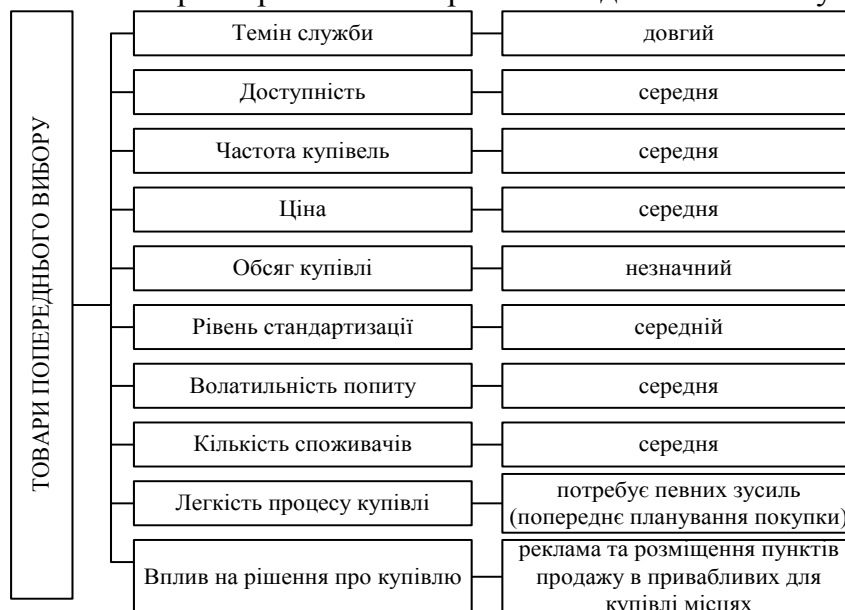 ТОВАРИ ПОПЕРЕДНЬОГО ВИБОРУ
Темін служби
довгий
Доступність
середня
Частота купівель
середня
Ціна
середня
Обсяг купівлі
незначний
Рівень стандартизації
середній
Волатильність попиту
середня
Кількість споживачів
середня
Легкість процесу купівлі
потребує певних зусиль
(попереднє планування покупки)
Вплив на рішення про купівлю
реклама та розміщення пунктів
продажу в привабливих для
купівлі місцях